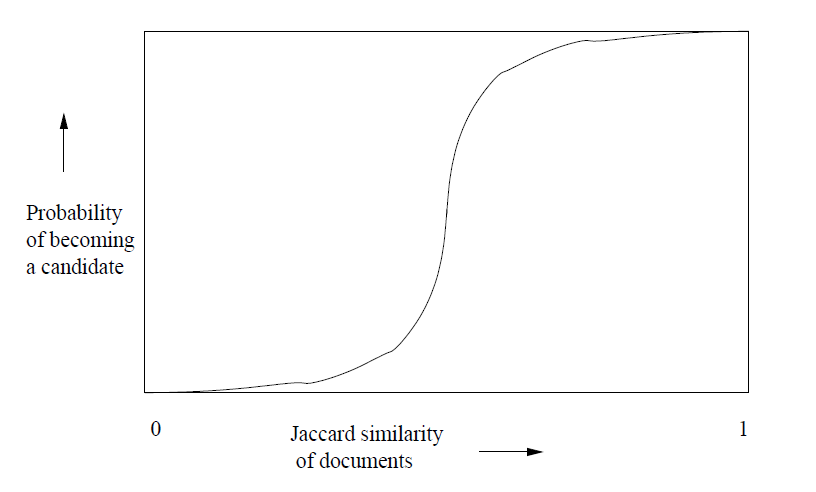 Probability
of becoming
a candidate
0
1
Jaccard similarity
of documents